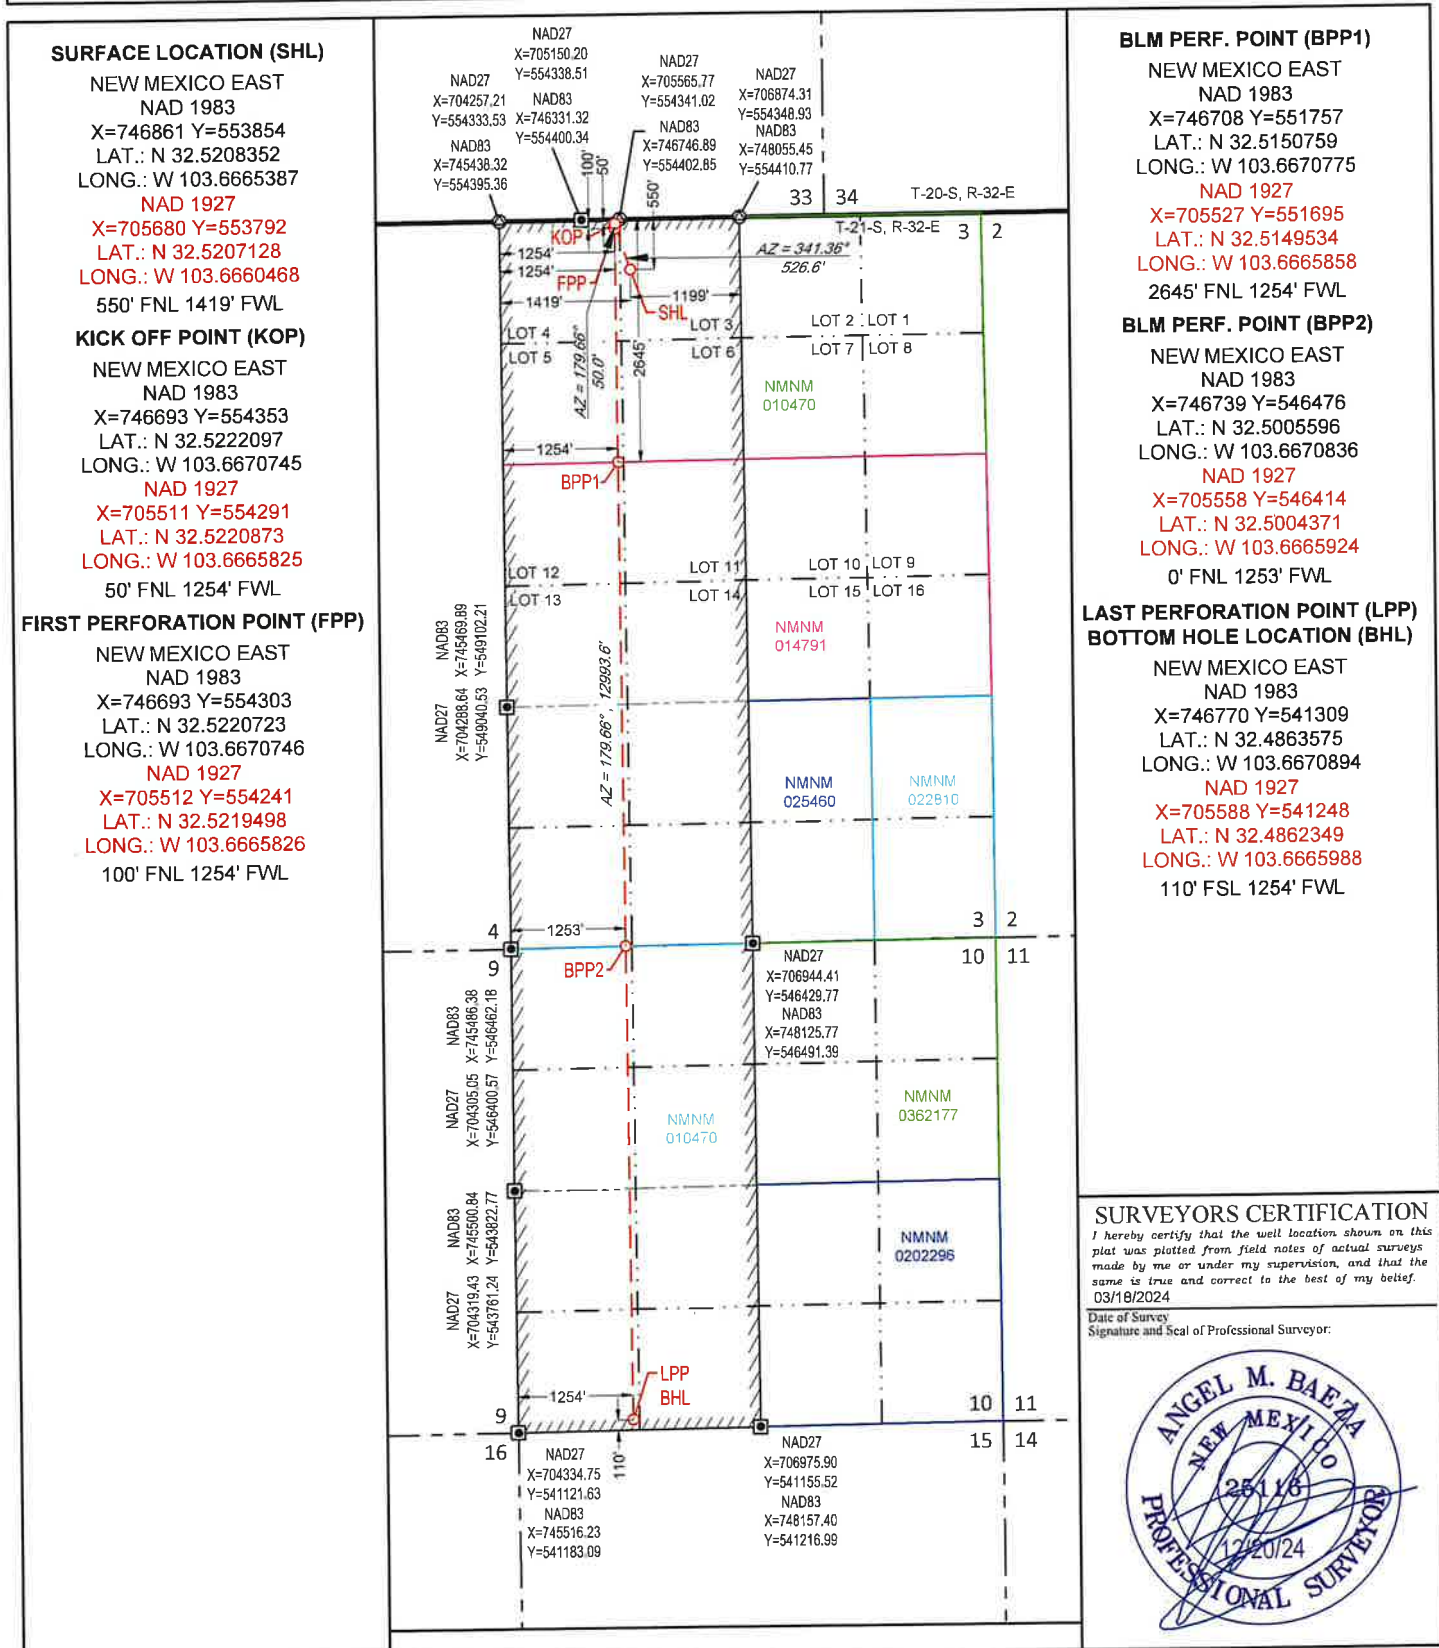 SURFACE LOCATION (SHL)
NEW MEXICO EAST
NAD 1983
X=746861 Y=553854
LAT.: N 32.5208352
LONG.: W 103.6665387
NAD 1927
X=705680 Y=553792
LAT.: N 32.5207128
LONG.: W 103.6660468
550' FNL 1419' FWL
KICK OFF POINT (KOP)
NEW MEXICO EAST
NAD 1983
X=746693 Y=554353
LAT.: N 32.5222097
LONG.: W 103.6670745
NAD 1927
X=705511 Y=554291
LAT.: N 32.5220873
LONG.: W 103.6665825
50' FNL 1254' FWL
FIRST PERFORATION POINT (FPP)
NEW MEXICO EAST
NAD 1983
X=746693 Y=554303
LAT.: N 32.5220723
LONG.: W 103.6670746
NAD 1927
X=705512 Y=554241
LAT.: N 32.5219498
LONG.: W 103.6665826
100' FNL 1254' FWL
NAD27
X=704257.21
Y=554333.53
NAD83
X=745438.32
Y=554395.36
NAD27
X=705150.20
Y=554338.51
NAD83
X=746331.32
Y=554400.34
NAD27
X=705565.77
Y=554341.02
NAD83
X=746746.89
Y=554402.85
NAD27
X=706874.31
Y=554348.93
NAD83
X=748055.45
Y=554410.77
100'
50'
550'
33 34
T-20-S, R-32-E
T-21-S, R-32-E
3 2
KOP
1254'
1254'
FPP
1419'
1199'
SHL
AZ = 341.36°
526.6'
AZ = 179.66°
50.0'
2645'
LOT 4
LOT 5
LOT 3
LOT 6
LOT 2 LOT 1
LOT 7 LOT 8
NMNM
010470
1254'
BPP1
LOT 12
LOT 13
LOT 11
LOT 14
LOT 10 LOT 9
LOT 15 LOT 16
NMNM
014791
NAD83
X=745469.89
Y=549102.21
NAD27
X=704288.64
Y=549040.53
AZ = 179.66°, 12993.6'
NMNM
025460
NMNM
022810
4
9
1253'
BPP2
3 2
10 11
NAD27
X=706944.41
Y=546429.77
NAD83
X=748125.77
Y=546491.39
NAD83
X=745486.38
Y=546462.18
NAD27
X=704305.05
Y=546400.57
NMNM
010470
NMNM
0362177
NAD83
X=745500.84
Y=543822.77
NAD27
X=704319.43
Y=543761.24
NMNM
0202296
1254'
LPP
BHL
9
16
110'
10 11
15 14
NAD27
X=704334.75
Y=541121.63
NAD83
X=745516.23
Y=541183.09
NAD27
X=706975.90
Y=541155.52
NAD83
X=748157.40
Y=541216.99
BLM PERF. POINT (BPP1)
NEW MEXICO EAST
NAD 1983
X=746708 Y=551757
LAT.: N 32.5150759
LONG.: W 103.6670775
NAD 1927
X=705527 Y=551695
LAT.: N 32.5149534
LONG.: W 103.6665858
2645' FNL 1254' FWL
BLM PERF. POINT (BPP2)
NEW MEXICO EAST
NAD 1983
X=746739 Y=546476
LAT.: N 32.5005596
LONG.: W 103.6670836
NAD 1927
X=705558 Y=546414
LAT.: N 32.5004371
LONG.: W 103.6665924
0' FNL 1253' FWL
LAST PERFORATION POINT (LPP)
BOTTOM HOLE LOCATION (BHL)
NEW MEXICO EAST
NAD 1983
X=746770 Y=541309
LAT.: N 32.4863575
LONG.: W 103.6670894
NAD 1927
X=705588 Y=541248
LAT.: N 32.4862349
LONG.: W 103.6665988
110' FSL 1254' FWL
SURVEYORS CERTIFICATION
I hereby certify that the well location shown on this
plat was plotted from field notes of actual surveys
made by me or under my supervision, and that the
same is true and correct to the best of my belief.
03/18/2024
Date of Survey
Signature and Seal of Professional Surveyor:
ANGEL M. BAEZA
NEW MEXICO
25116
12/20/24
PROFESSIONAL SURVEYOR